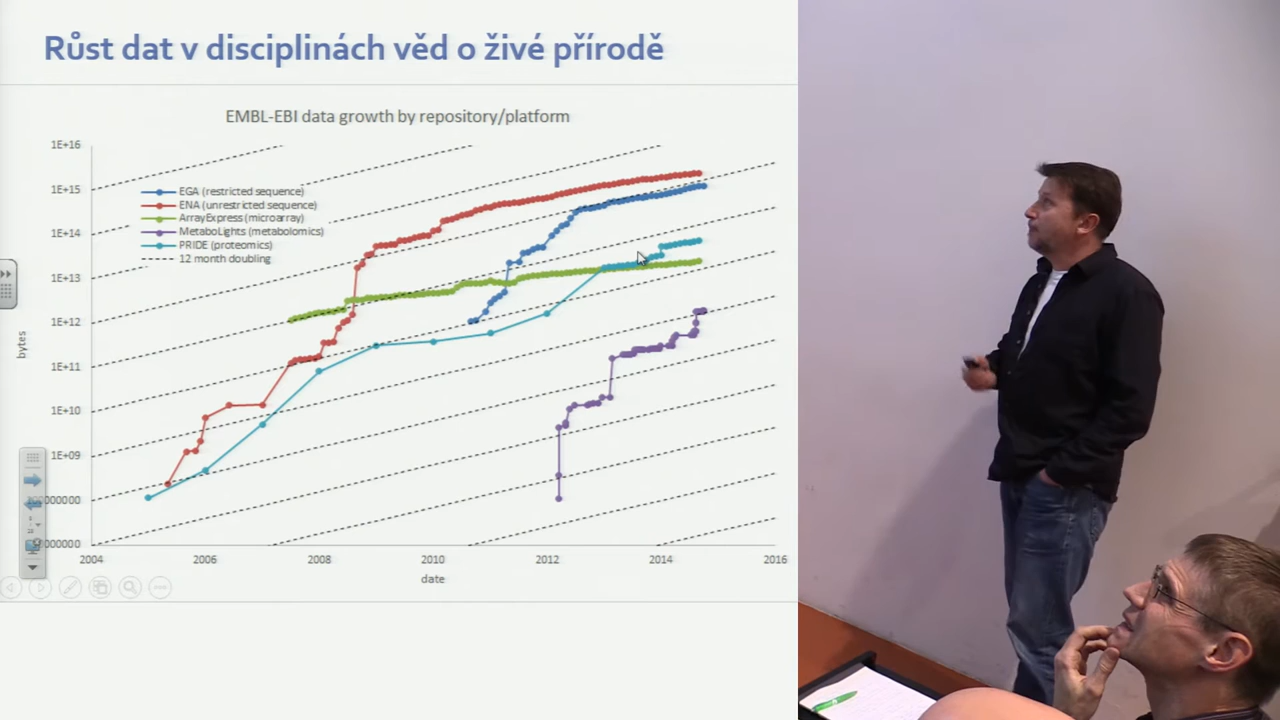 Růst dat v disciplinách věd o živé přírodě
EMBL-EBI data growth by repository/platform
1E+16
1E+15
1E+14
1E+13
1E+12
1E+11
1E+10
1E+09
EGA (restricted sequence)
ENA (unrestricted sequence)
ArrayExpress (microarray)
MetaboLights (metabolomics)
PRIDE (proteomics)
12 month doubling
bytes
2004
2006
2008
2010
2012
2014
2016
date